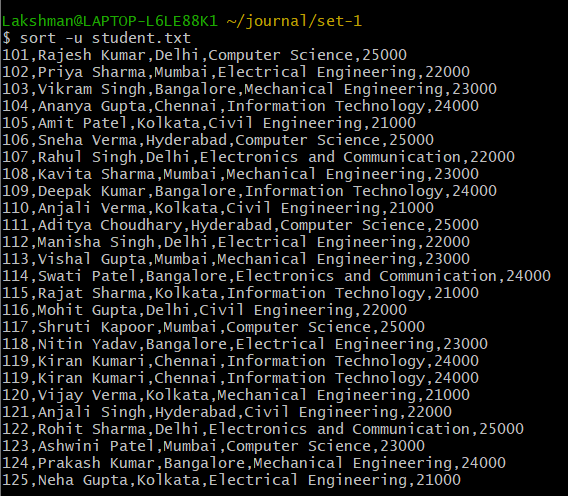 Lakshman@LAPTOP-L6LE88K1 ~/journal/set-1
$ sort -u student.txt
101,Rajesh Kumar,Delhi,Computer Science,25000
102,Priya Sharma,Mumbai,Electrical Engineering,22000
103,Vikram Singh,Bangalore,Mechanical Engineering,23000
104,Ananya Gupta,Chennai,Information Technology,24000
105,Amit Patel,Kolkata,Civil Engineering,21000
106,Sneha Verma,Hyderabad,Computer Science,25000
107,Rahul Singh,Delhi,Electronics and Communication,22000
108,Kavita Sharma,Mumbai,Mechanical Engineering,23000
109,Deepak Kumar,Bangalore,Information Technology,24000
110,Anjali Verma,Kolkata,Civil Engineering,21000
111,Aditya Choudhary,Hyderabad,Computer Science,25000
112,Manisha Singh,Delhi,Electrical Engineering,22000
113,Vishal Gupta,Mumbai,Mechanical Engineering,23000
114,Swati Patel,Bangalore,Electronics and Communication,24000
115,Rajat Sharma,Kolkata,Information Technology,21000
116,Mohit Gupta,Delhi,Civil Engineering,22000
117,Shruti Kapoor,Mumbai,Computer Science,25000
118,Nitin Yadav,Bangalore,Electrical Engineering,23000
119,Kiran Kumari,Chennai,Information Technology,24000
119,Kiran Kumari,Chennai,Information Technology,24000
120,Vijay Verma,Kolkata,Mechanical Engineering,21000
121,Anjali Singh,Hyderabad,Civil Engineering,22000
122,Rohit Sharma,Delhi,Electronics and Communication,25000
123,Ashwini Patel,Mumbai,Computer Science,23000
124,Prakash Kumar,Bangalore,Mechanical Engineering,24000
125,Neha Gupta,Kolkata,Electrical Engineering,21000